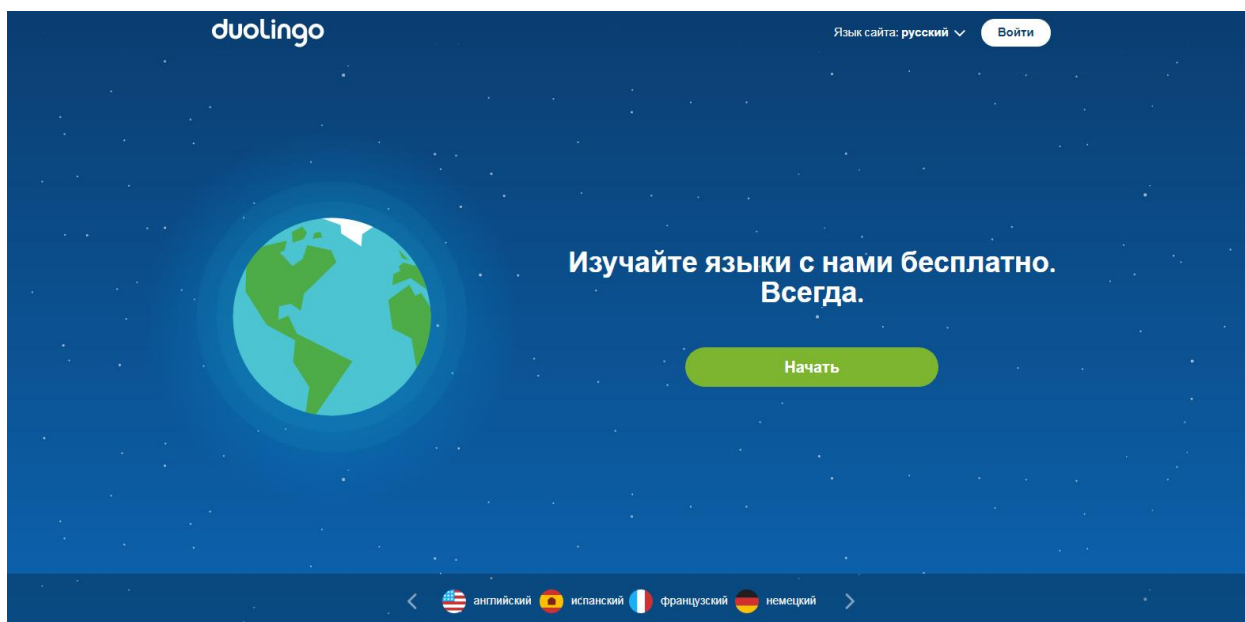 duolingo
Язык сайта: русский
Войти
Изучайте языки с нами бесплатно.
Всегда.
Начать
английский испанский французский немецкий